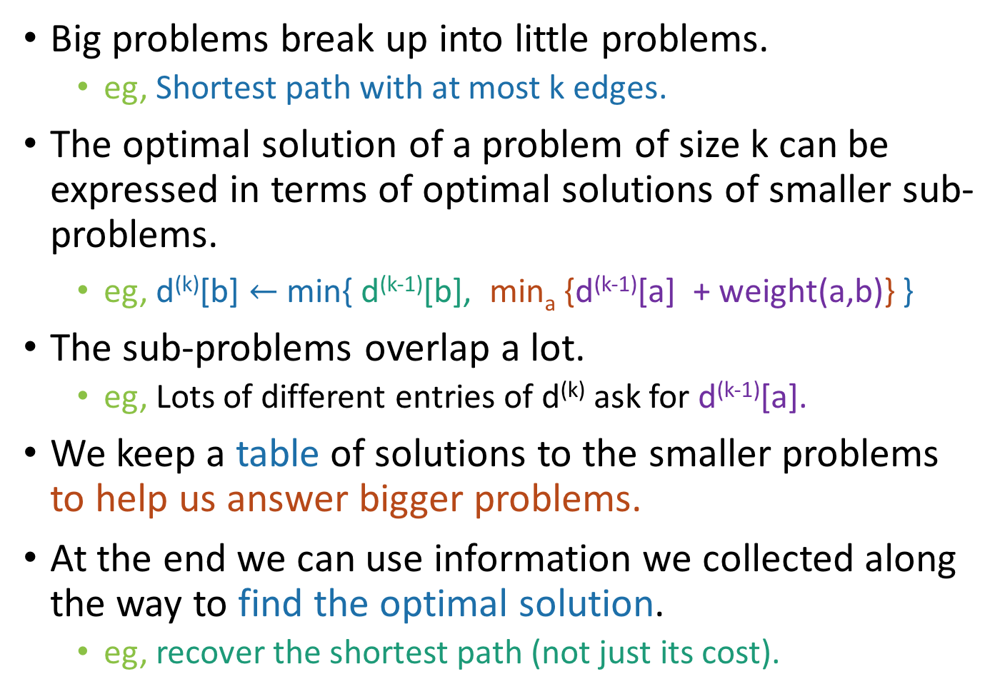 • Big problems break up into little problems.
• eg, Shortest path with at most k edges.
• The optimal solution of a problem of size k can be
expressed in terms of optimal solutions of smaller sub-
problems.
• eg, d⁽ᵏ⁾[b] ← min{ d⁽ᵏ⁻¹⁾[b], minₐ {d⁽ᵏ⁻¹⁾[a] + weight(a,b)} }
• The sub-problems overlap a lot.
• eg, Lots of different entries of d⁽ᵏ⁾ ask for d⁽ᵏ⁻¹⁾[a].
• We keep a table of solutions to the smaller problems
to help us answer bigger problems.
• At the end we can use information we collected along
the way to find the optimal solution.
• eg, recover the shortest path (not just its cost).